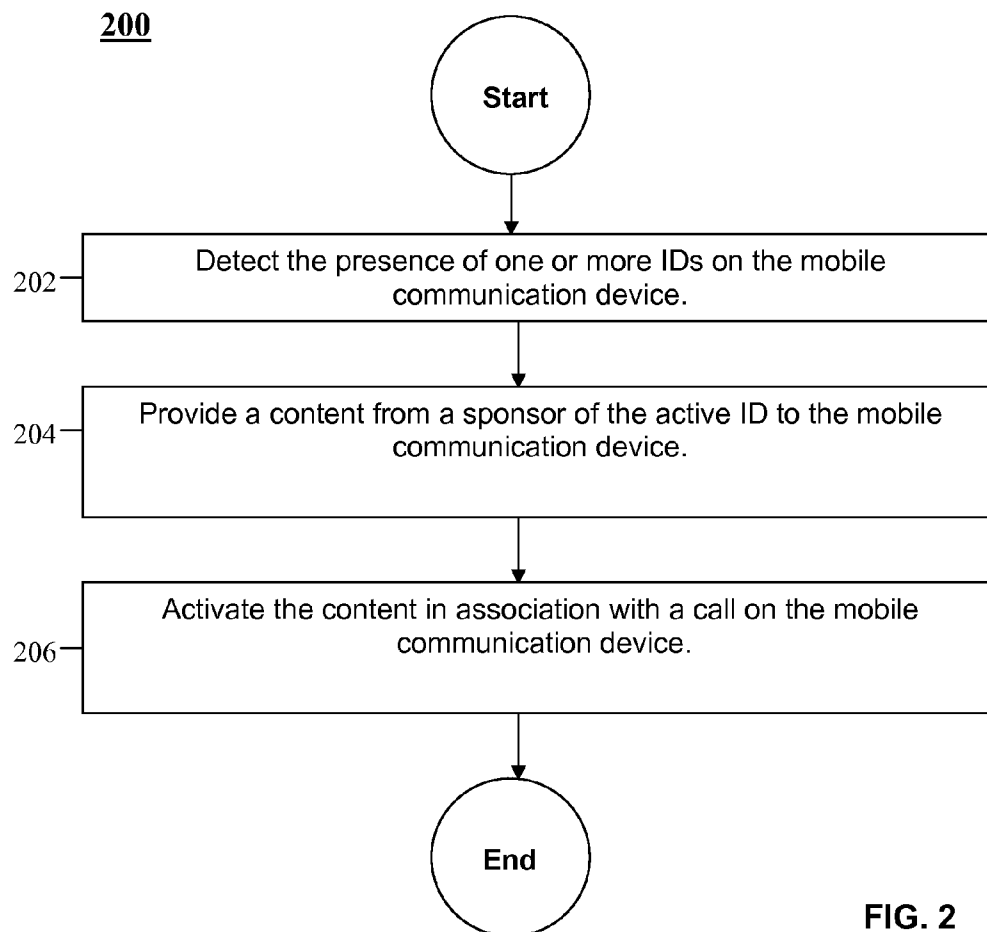 200
Start
202
Detect the presence of one or more IDs on the mobile
communication device.
204
Provide a content from a sponsor of the active ID to the mobile
communication device.
206
Activate the content in association with a call on the mobile
communication device.
End
FIG. 2